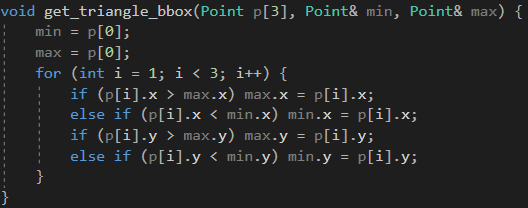 void get_triangle_bbox(Point p[3], Point& min, Point& max) {
    min = p[0];
    max = p[0];
    for (int i = 1; i < 3; i++) {
        if (p[i].x > max.x) max.x = p[i].x;
        else if (p[i].x < min.x) min.x = p[i].x;
        if (p[i].y > max.y) max.y = p[i].y;
        else if (p[i].y < min.y) min.y = p[i].y;
    }
}